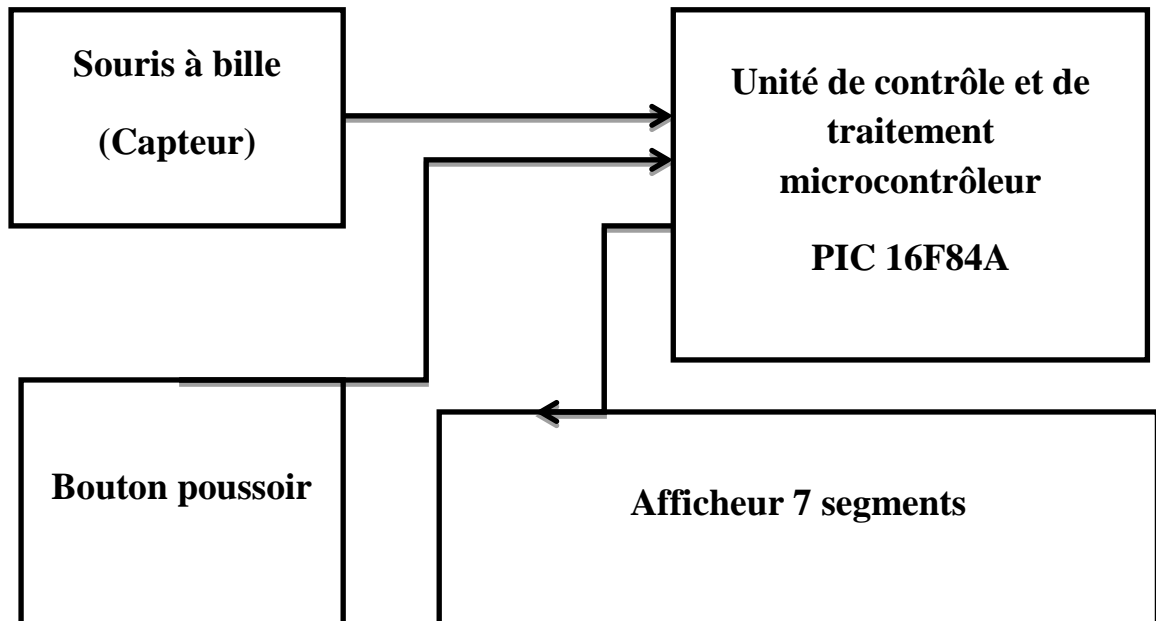 Souris à bille
(Capteur)
Unité de contrôle et de
traitement
microcontrôleur
PIC 16F84A
Bouton poussoir
Afficheur 7 segments